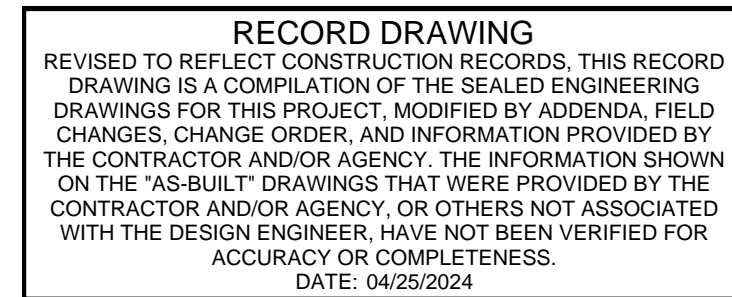 RECORD DRAWING
REVISED TO REFLECT CONSTRUCTION RECORDS, THIS RECORD
DRAWING IS A COMPILATION OF THE SEALED ENGINEERING
DRAWINGS FOR THIS PROJECT, MODIFIED BY ADDENDA, FIELD
CHANGES, CHANGE ORDER, AND INFORMATION PROVIDED BY
THE CONTRACTOR AND/OR AGENCY. THE INFORMATION SHOWN
ON THE "AS-BUILT" DRAWINGS THAT WERE PROVIDED BY THE
CONTRACTOR AND/OR AGENCY, OR OTHERS NOT ASSOCIATED
WITH THE DESIGN ENGINEER, HAVE NOT BEEN VERIFIED FOR
ACCURACY OR COMPLETENESS.
DATE: 04/25/2024